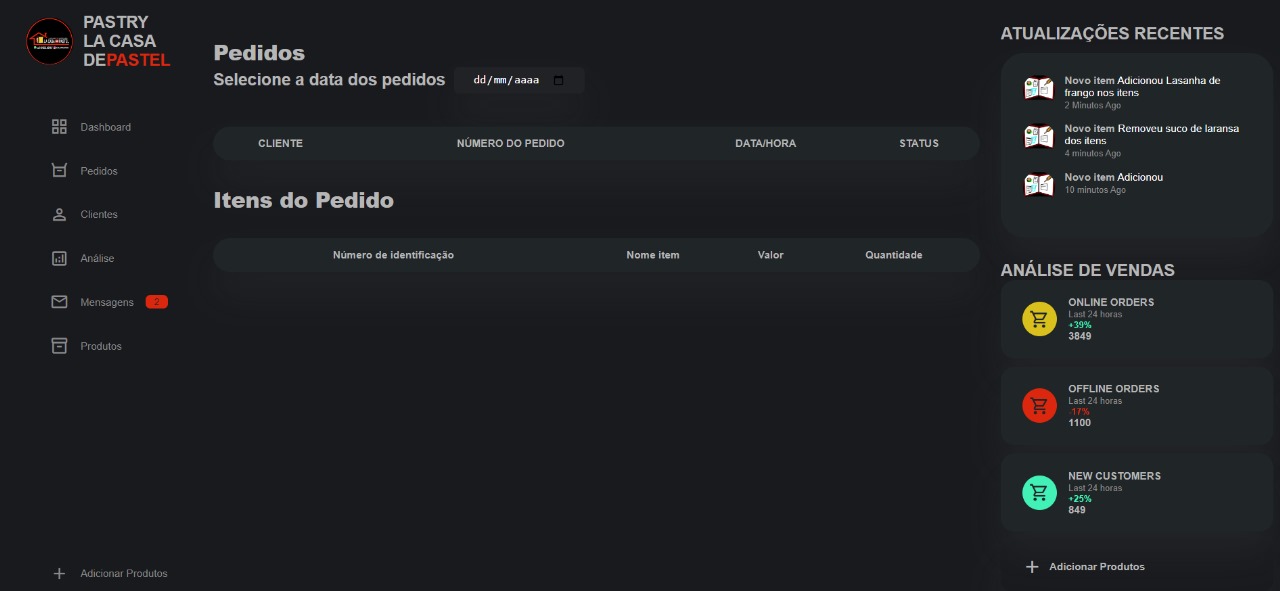 PASTRY
LA CASA
DEPASTEL
Dashboard
Pedidos
Clientes
Análise
Mensagens 2
Produtos
Adicionar Produtos
Pedidos
Selecione a data dos pedidos dd/mm/aaaa
CLIENTE NÚMERO DO PEDIDO DATA/HORA STATUS
Itens do Pedido
Número de identificação Nome item Valor Quantidade
ATUALIZAÇÕES RECENTES
Novo item Adicionou Lasanha de
frango nos itens
2 Minutos Ago
Novo item Removeu suco de laransa
dos itens
4 minutos Ago
Novo item Adicionou
10 minutos Ago
ANÁLISE DE VENDAS
ONLINE ORDERS
Last 24 horas
+39%
3849
OFFLINE ORDERS
Last 24 horas
-17%
1100
NEW CUSTOMERS
Last 24 horas
+25%
849
Adicionar Produtos